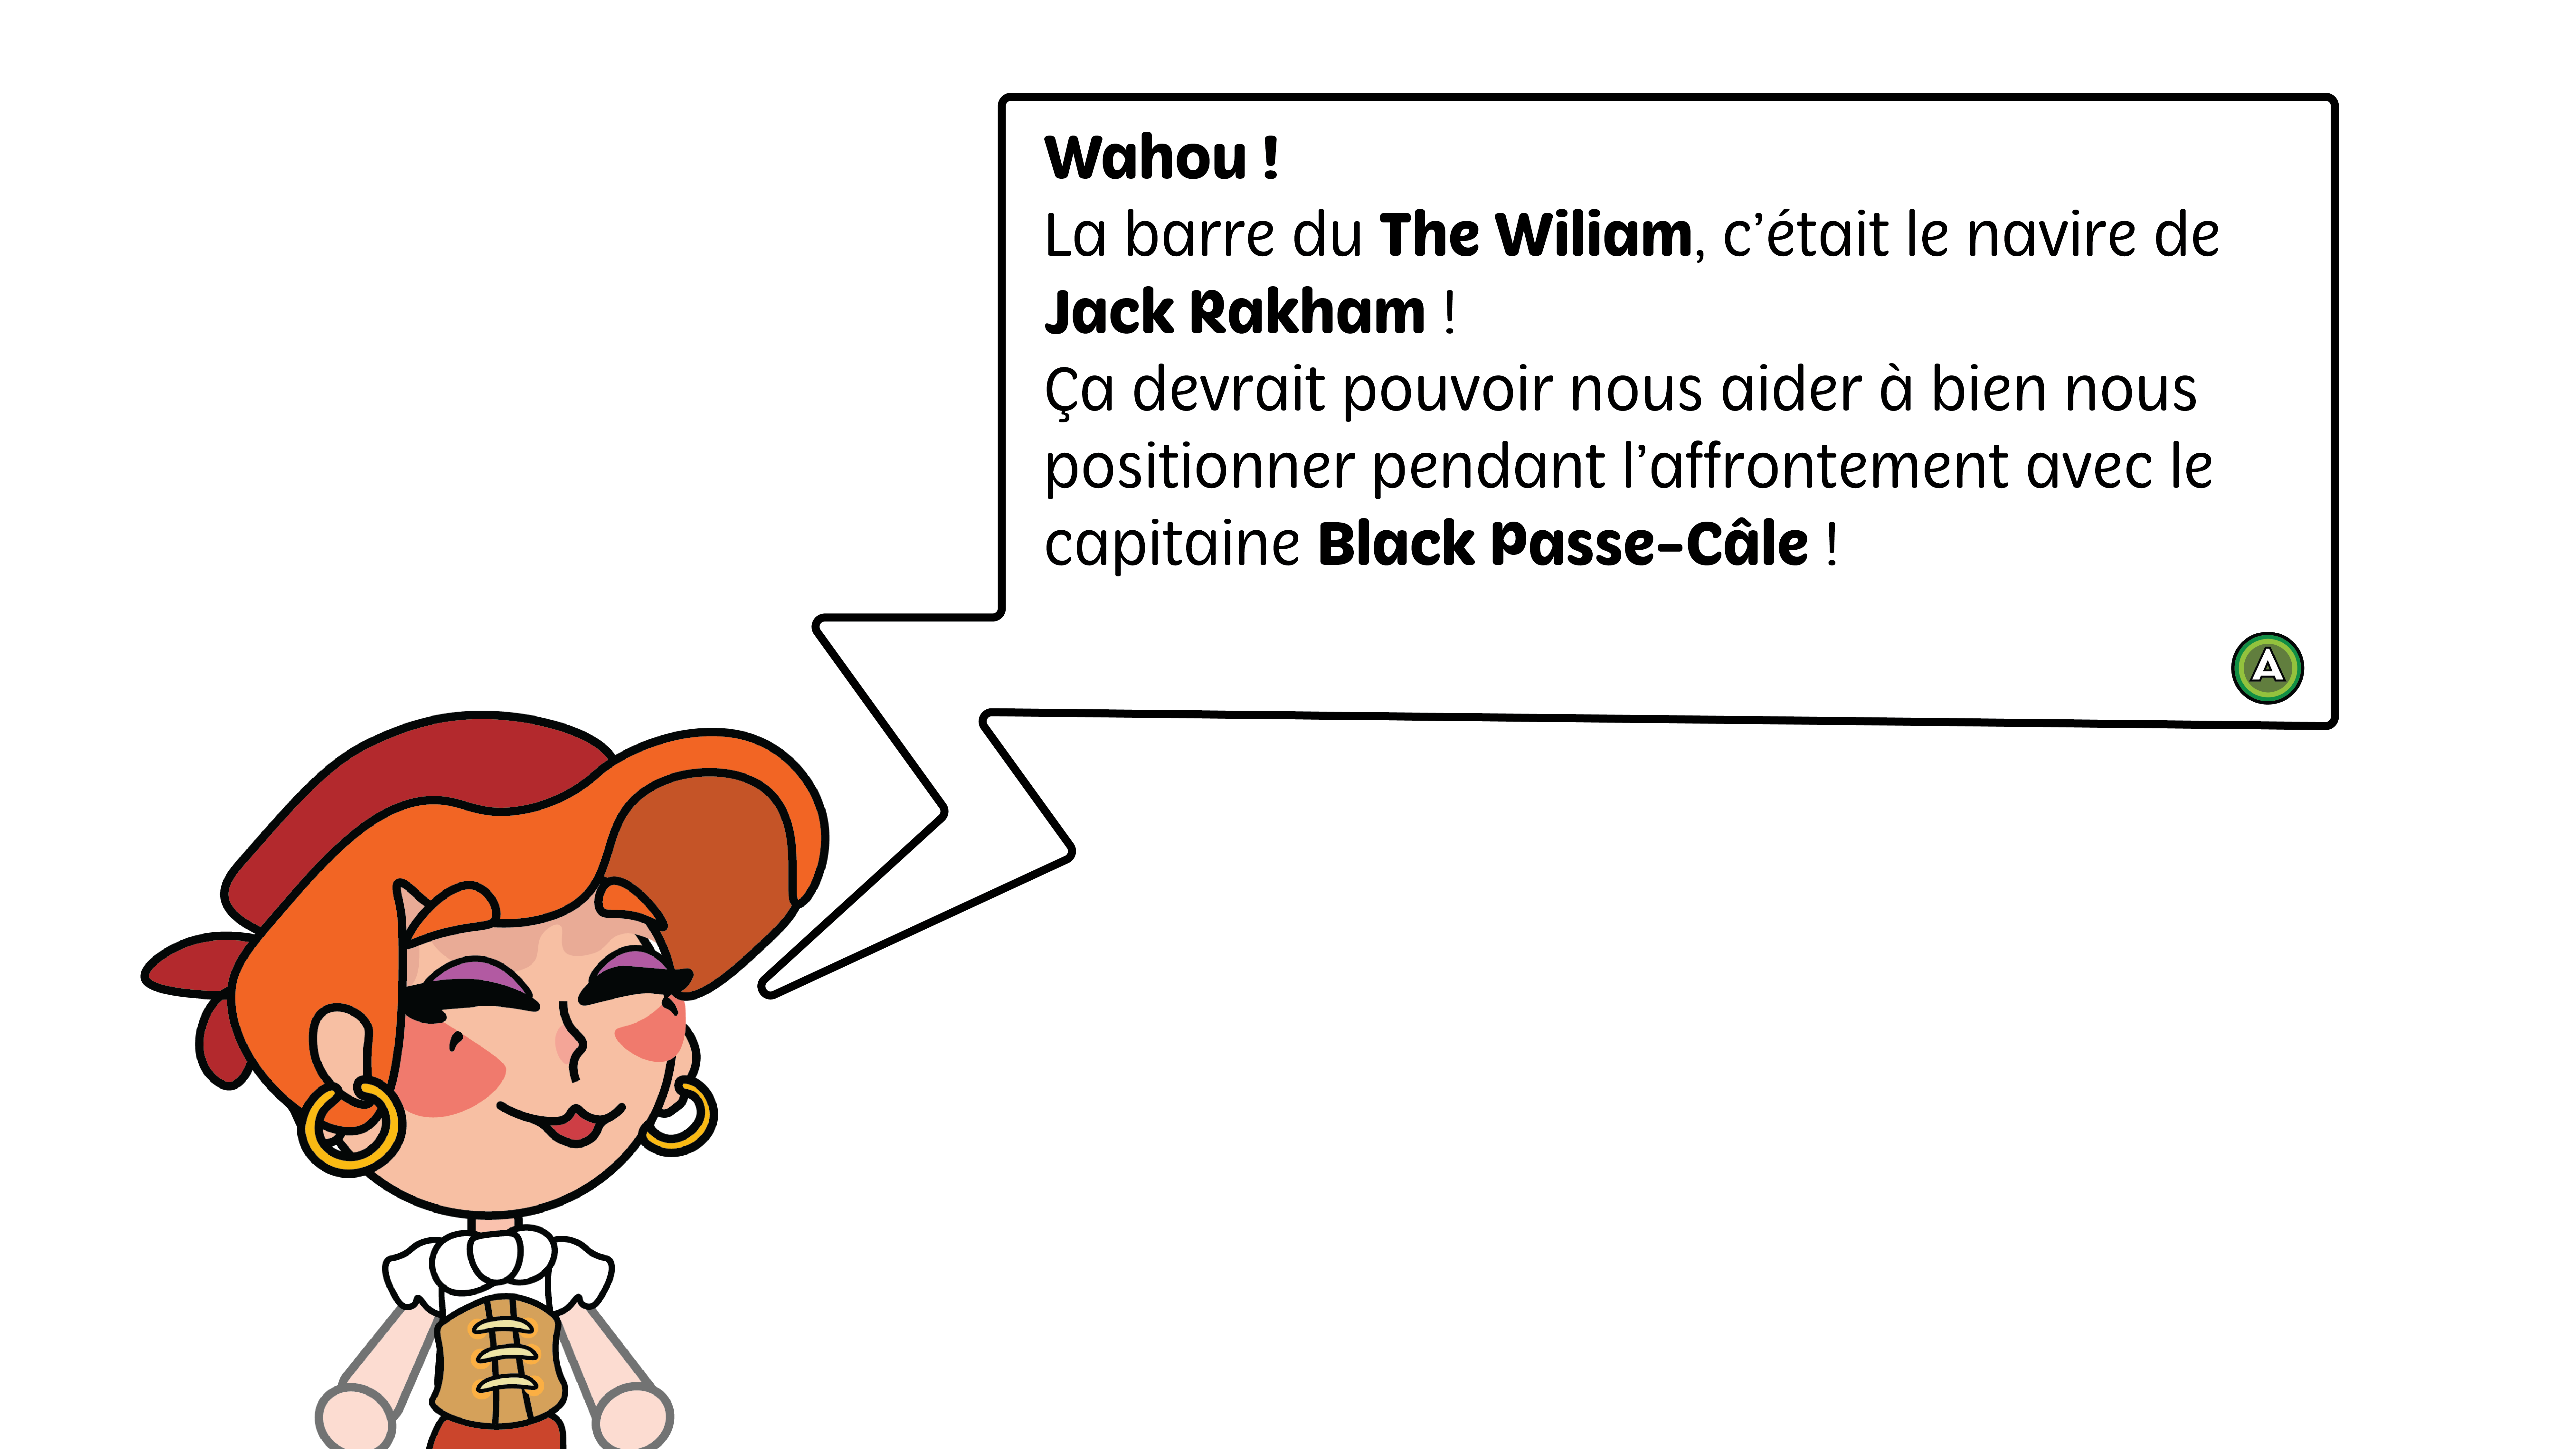 Wahou !
La barre du The Wiliam, c’était le navire de
Jack Rakham !
Ça devrait pouvoir nous aider à bien nous
positionner pendant l’affrontement avec le
capitaine Black Passe-Câle !
A